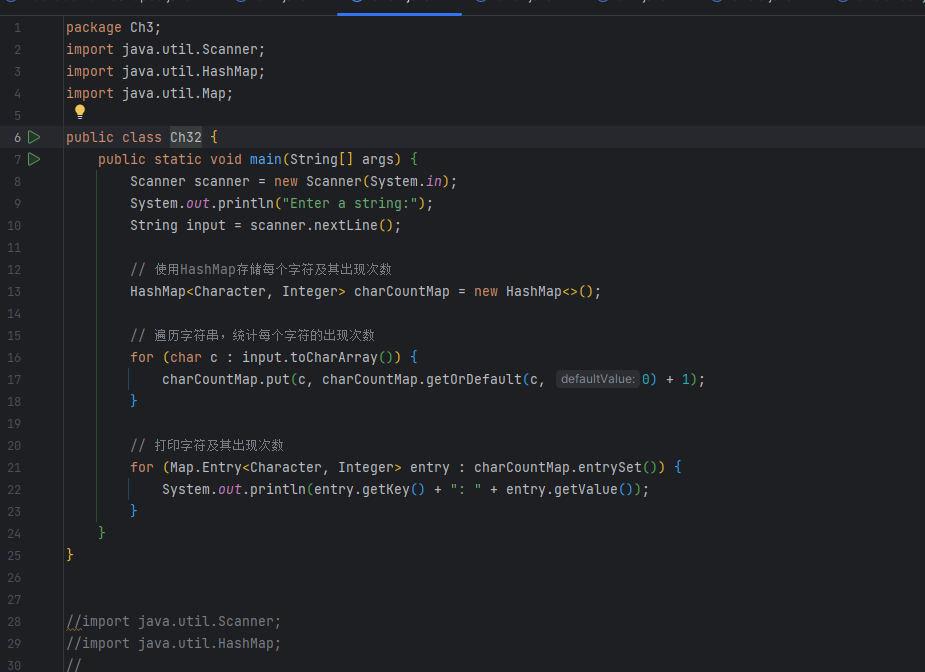 1 package Ch3;
2 import java.util.Scanner;
3 import java.util.HashMap;
4 import java.util.Map;
5
6 public class Ch32 {
7 public static void main(String[] args) {
8 Scanner scanner = new Scanner(System.in);
9 System.out.println("Enter a string:");
10 String input = scanner.nextLine();
11
12 // 使用HashMap存储每个字符及其出现次数
13 HashMap<Character, Integer> charCountMap = new HashMap<>();
14
15 // 遍历字符串，统计每个字符的出现次数
16 for (char c : input.toCharArray()) {
17 charCountMap.put(c, charCountMap.getOrDefault(c, defaultValue: 0) + 1);
18 }
19
20 // 打印字符及其出现次数
21 for (Map.Entry<Character, Integer> entry : charCountMap.entrySet()) {
22 System.out.println(entry.getKey() + ": " + entry.getValue());
23 }
24 }
25 }
26
27
28 //import java.util.Scanner;
29 //import java.util.HashMap;
30 //